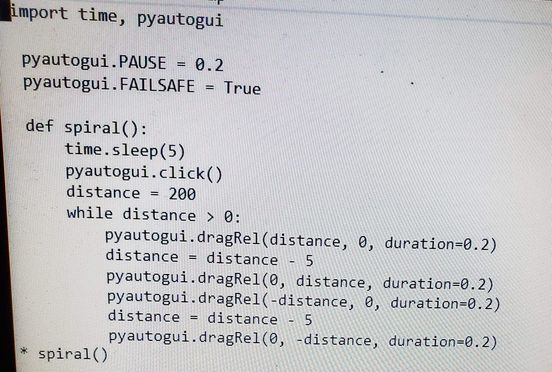 import time, pyautogui
pyautogui.PAUSE = 0.2
pyautogui.FAILSAFE = True
def spiral():
time.sleep(5)
pyautogui.click()
distance = 200
while distance > 0:
pyautogui.dragRel(distance, 0, duration=0.2)
distance = distance - 5
pyautogui.dragRel(0, distance, duration=0.2)
pyautogui.dragRel(-distance, 0, duration=0.2)
distance = distance - 5
pyautogui.dragRel(0, -distance, duration=0.2)
* spiral()